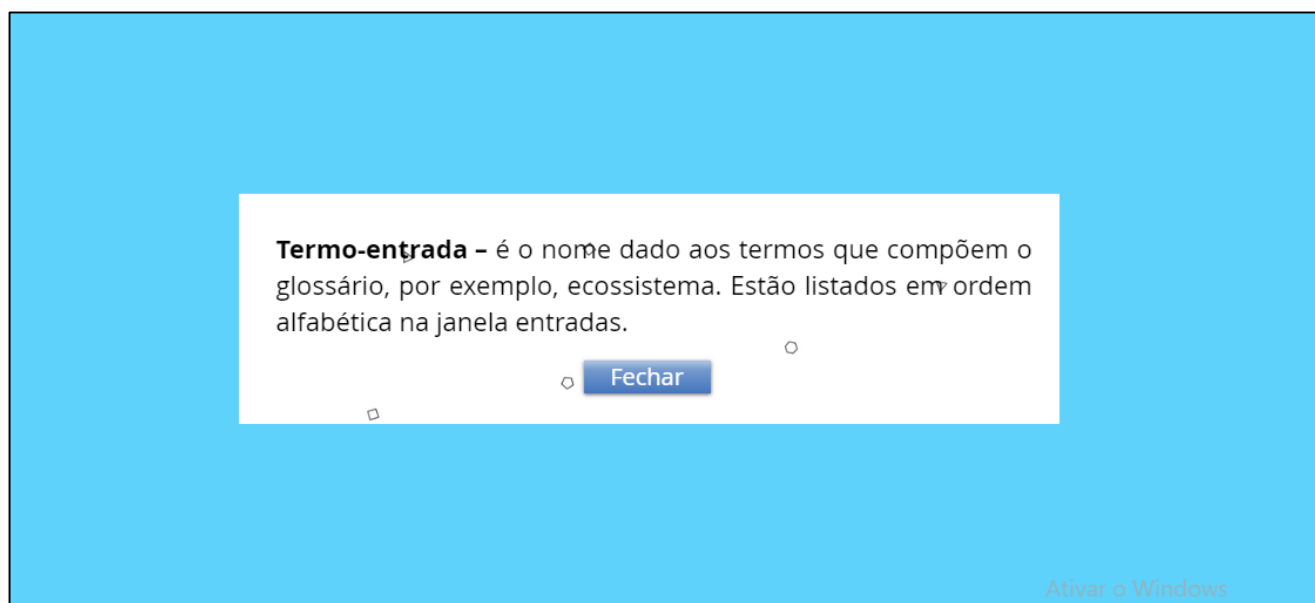 Termo-entrada – é o nome dado aos termos que compõem o
glossário, por exemplo, ecossistema. Estão listados em ordem
alfabética na janela entradas.
Fechar
Ativar o Windows